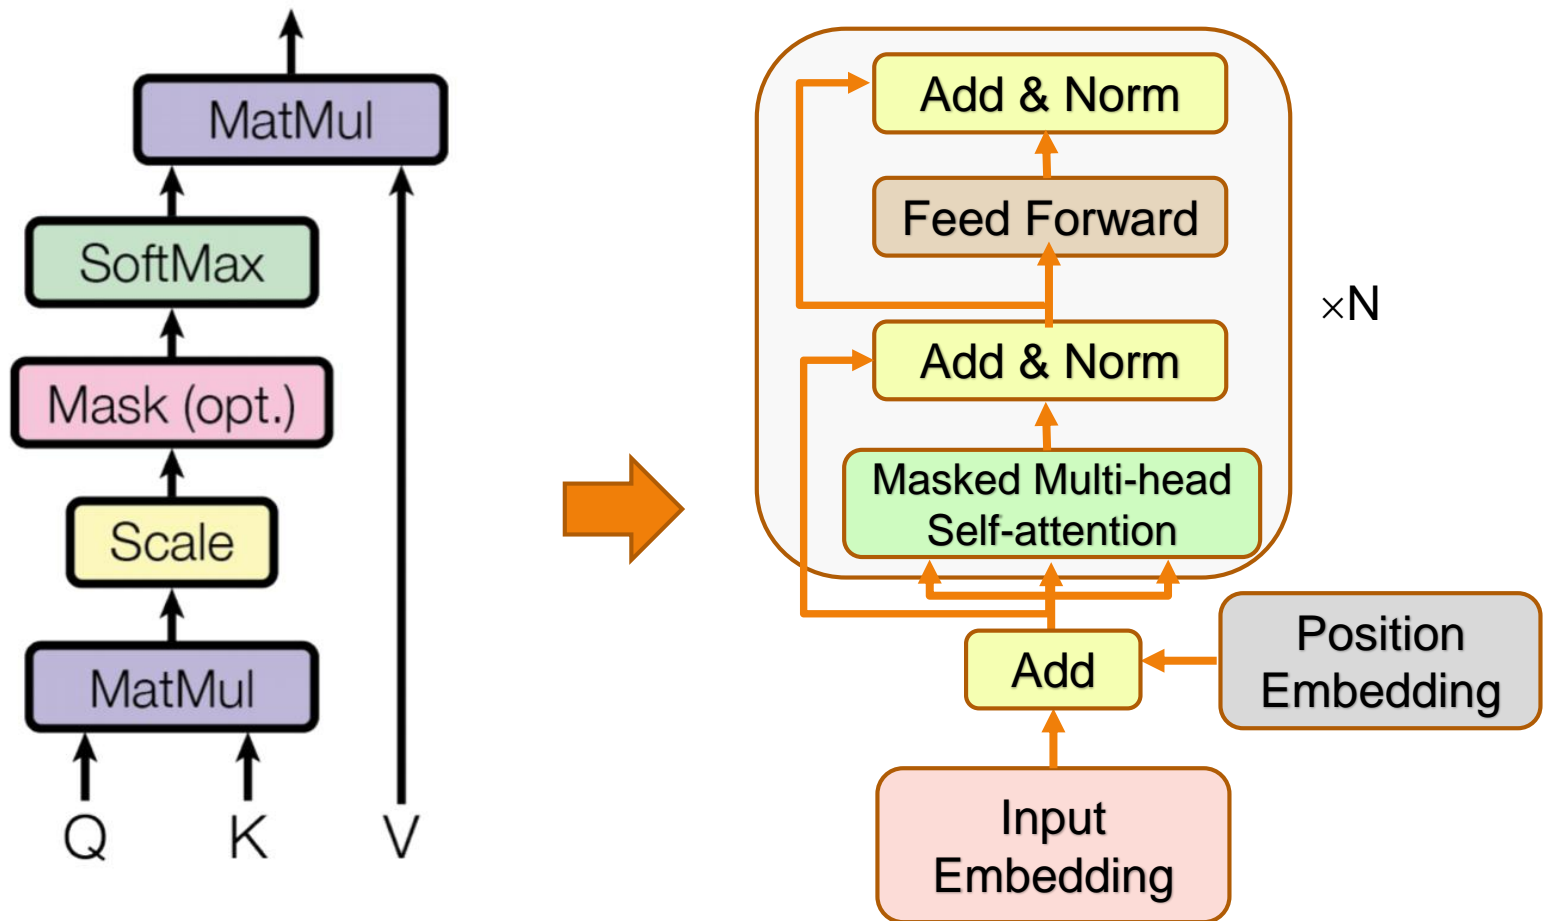 MatMul
SoftMax
Mask (opt.)
Scale
MatMul
Q K V
Add & Norm
Feed Forward
Add & Norm
Masked Multi-head
Self-attention
×N
Add
Position
Embedding
Input
Embedding